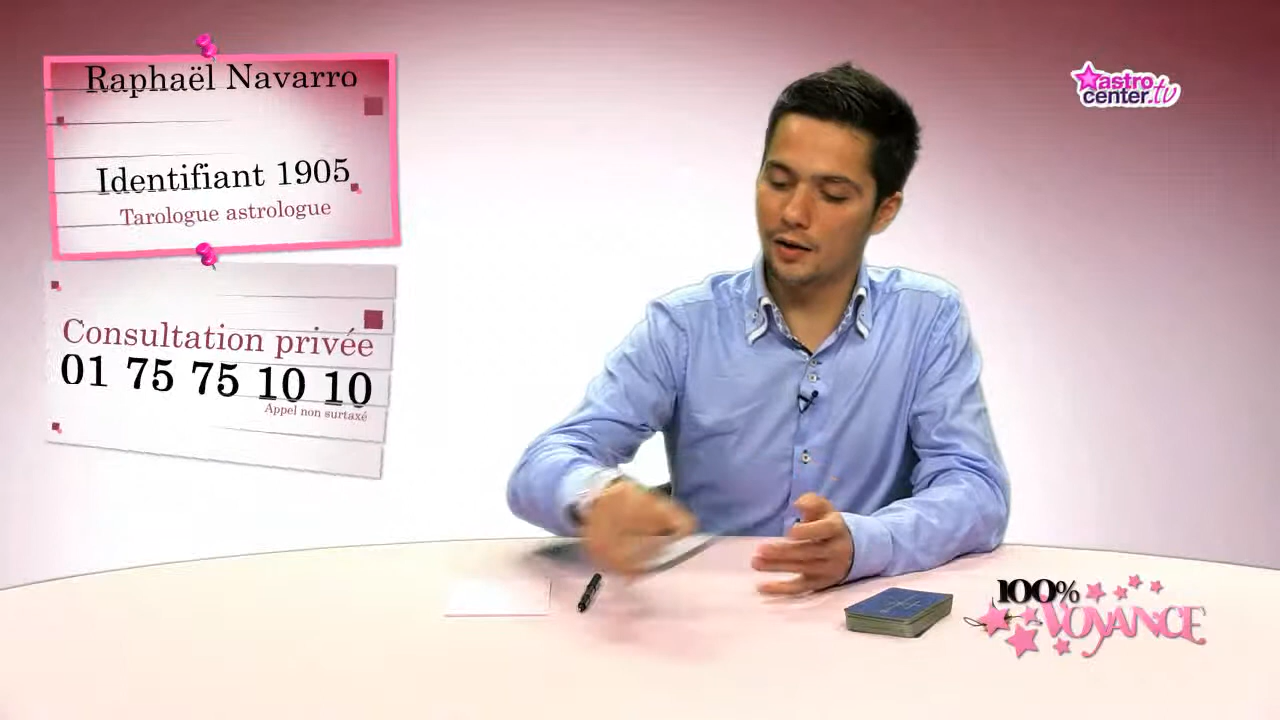 Raphaël Navarro
Identifiant 1905
Tarologue astrologue
Consultation privée
01 75 75 10 10
Appel non surtaxé
astro
center.tv
100%
VOYANCE